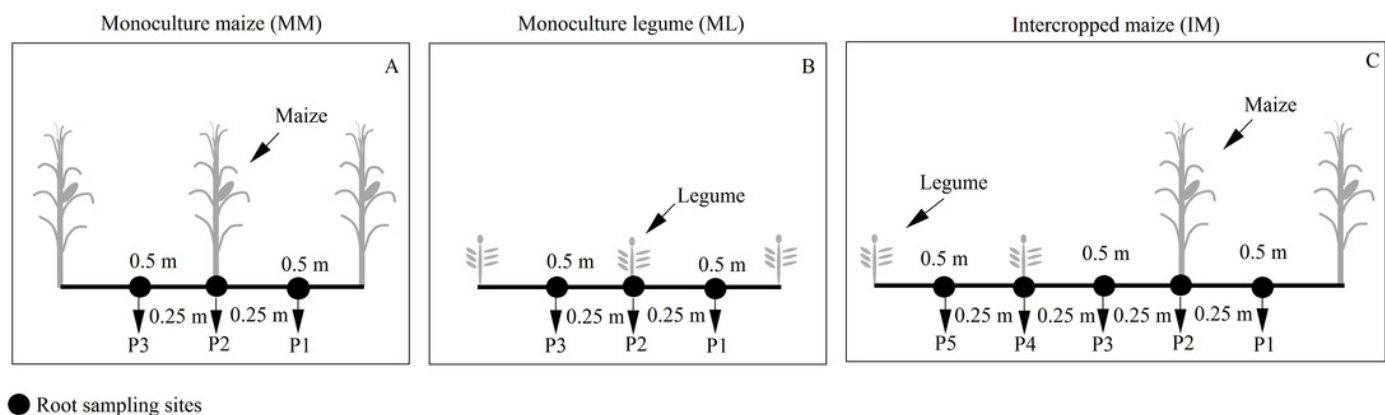 Monoculture maize (MM)
A
Maize
0.5 m
0.5 m
0.25 m
0.25 m
P3
P2
P1
Monoculture legume (ML)
B
Legume
0.5 m
0.5 m
0.25 m
0.25 m
P3
P2
P1
Intercropped maize (IM)
C
Maize
Legume
0.5 m
0.5 m
0.5 m
0.25 m
0.25 m
0.25 m
0.25 m
P5
P4
P3
P2
P1
Root sampling sites